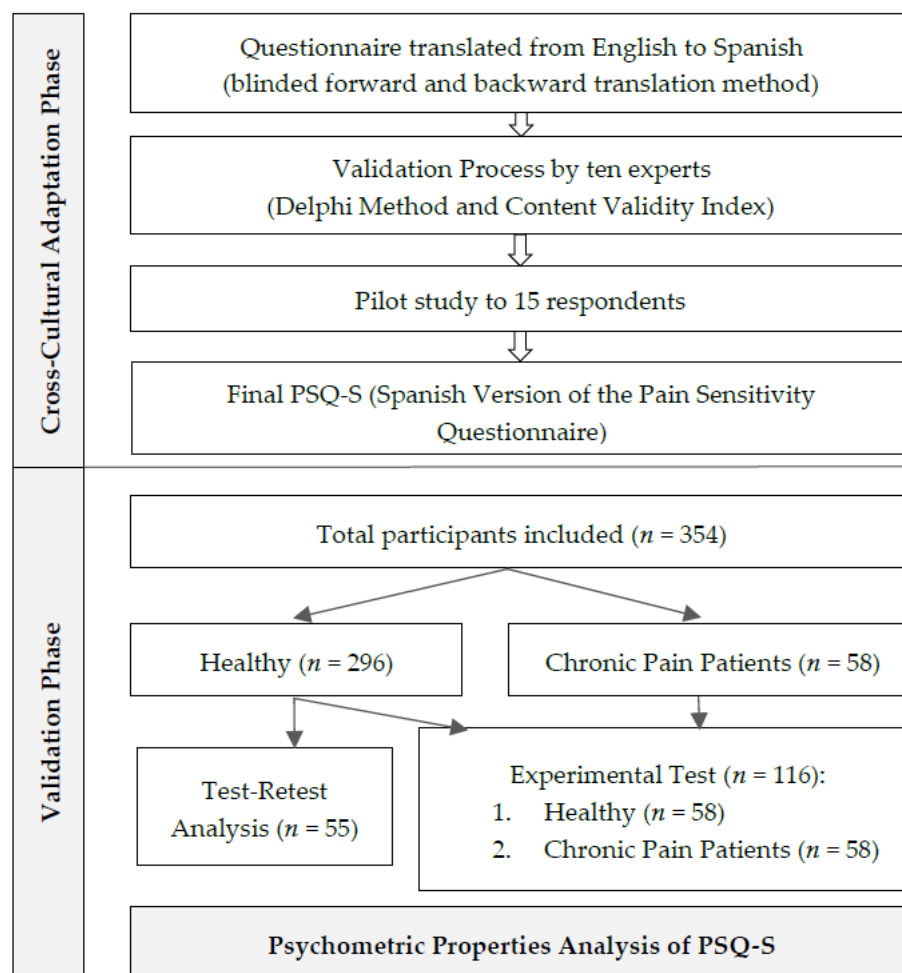 Cross-Cultural Adaptation Phase
Questionnaire translated from English to Spanish
(blinded forward and backward translation method)
Validation Process by ten experts
(Delphi Method and Content Validity Index)
Pilot study to 15 respondents
Final PSQ-S (Spanish Version of the Pain Sensitivity
Questionnaire)
Validation Phase
Total participants included (n = 354)
Healthy (n = 296)
Chronic Pain Patients (n = 58)
Test-Retest
Analysis (n = 55)
Experimental Test (n = 116):
1. Healthy (n = 58)
2. Chronic Pain Patients (n = 58)
Psychometric Properties Analysis of PSQ-S